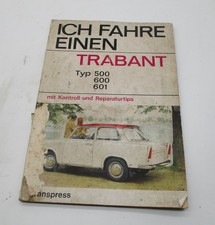 ICH FAHRE
EINEN
TRABANT
Typ 500
600
601
mit Kontroll und Reparaturtips
anspress